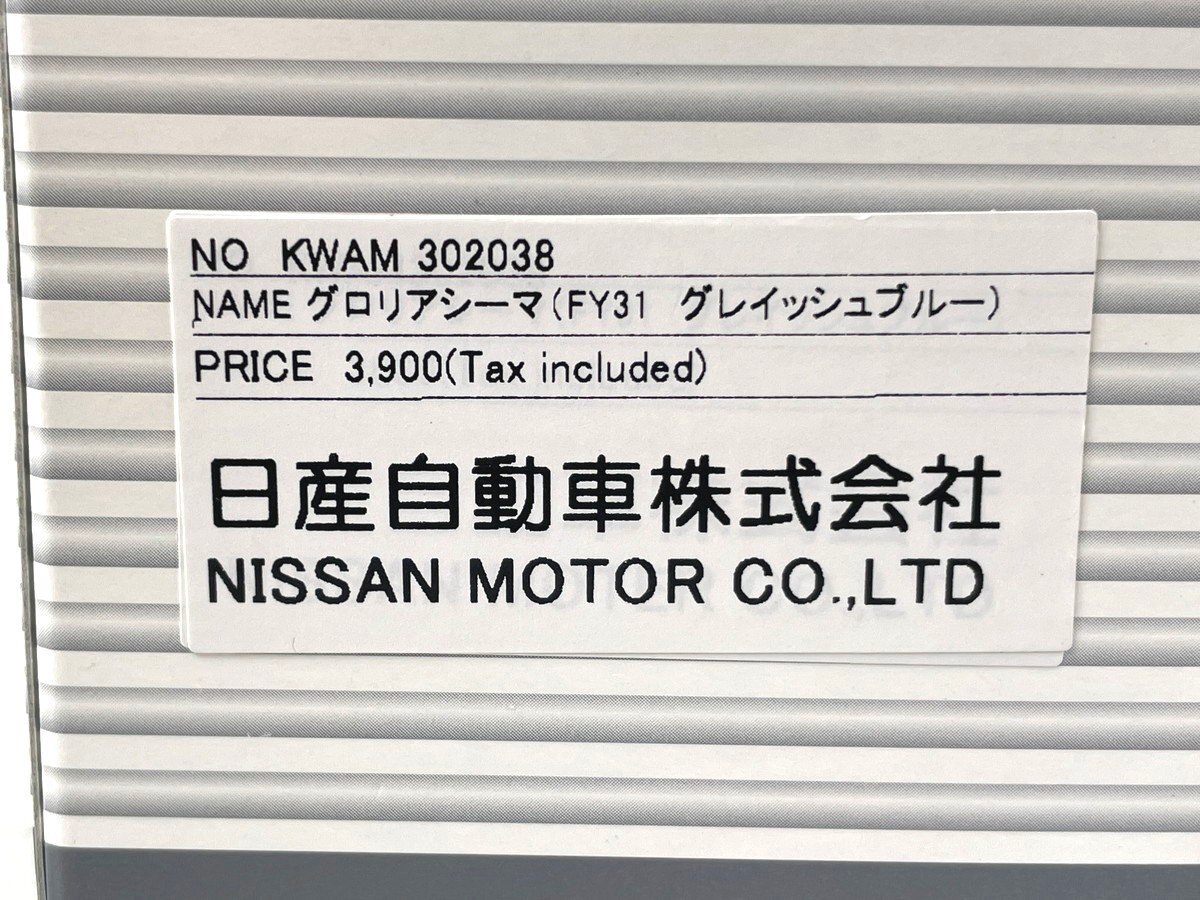 NO KWAM 302038
NAME グロリアシーマ(FY31 グレイッシュブルー)
PRICE 3,900(Tax included)
日産自動車株式会社
NISSAN MOTOR CO.,LTD